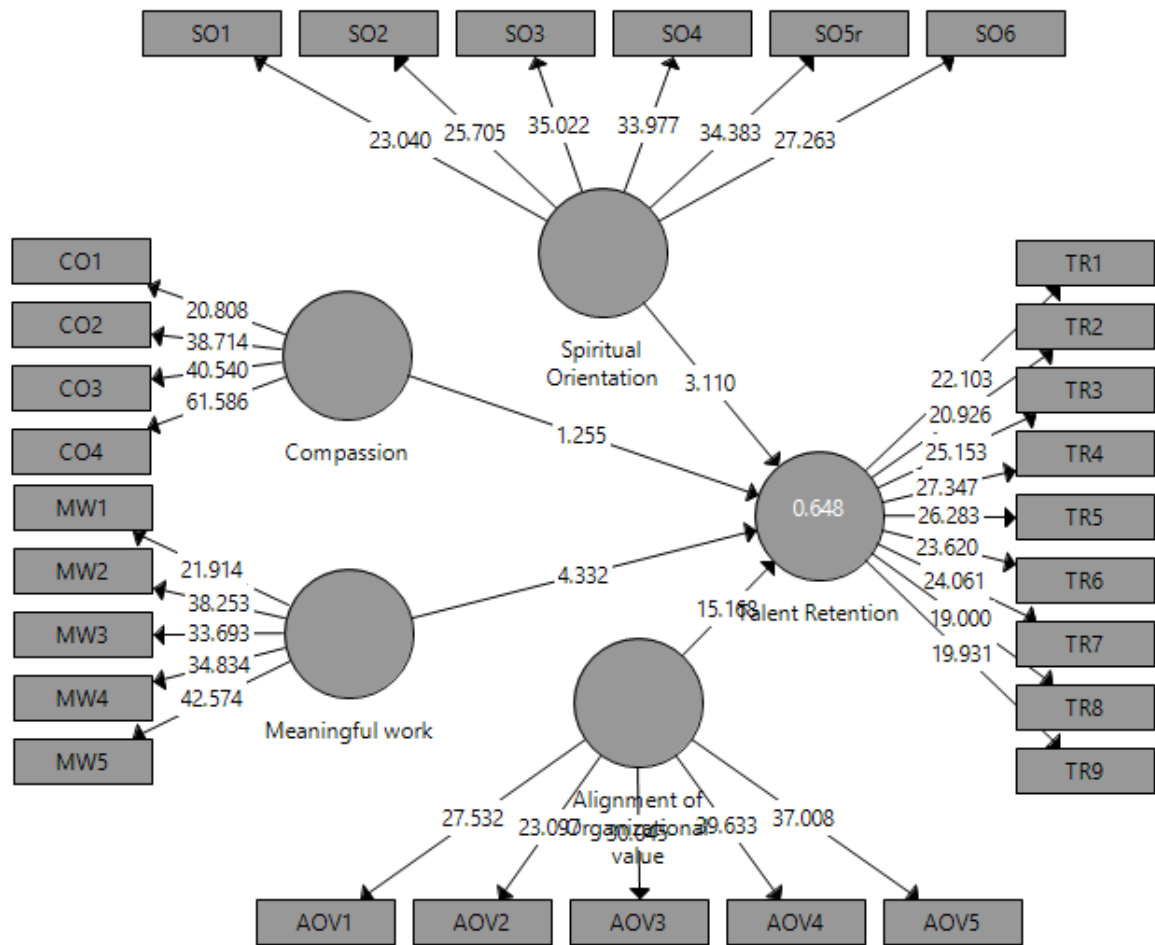 SO1 SO2 SO3 SO4 SO5r SO6
23.040 25.705 35.022 33.977 34.383 27.263
CO1
CO2
CO3
CO4
20.808
38.714
40.540
61.586
Compassion
Spiritual
Orientation
3.110
1.255
MW1
MW2
MW3
MW4
MW5
21.914
38.253
33.693
34.834
42.574
Meaningful work
4.332
0.648
Talent Retention
TR1
TR2
TR3
TR4
TR5
TR6
TR7
TR8
TR9
22.103
20.926
25.153
27.347
26.283
23.620
24.061
19.000
19.931
Alignment of
Organizational
value
27.532 23.097 37.008
AOV1 AOV2 AOV3 AOV4 AOV5